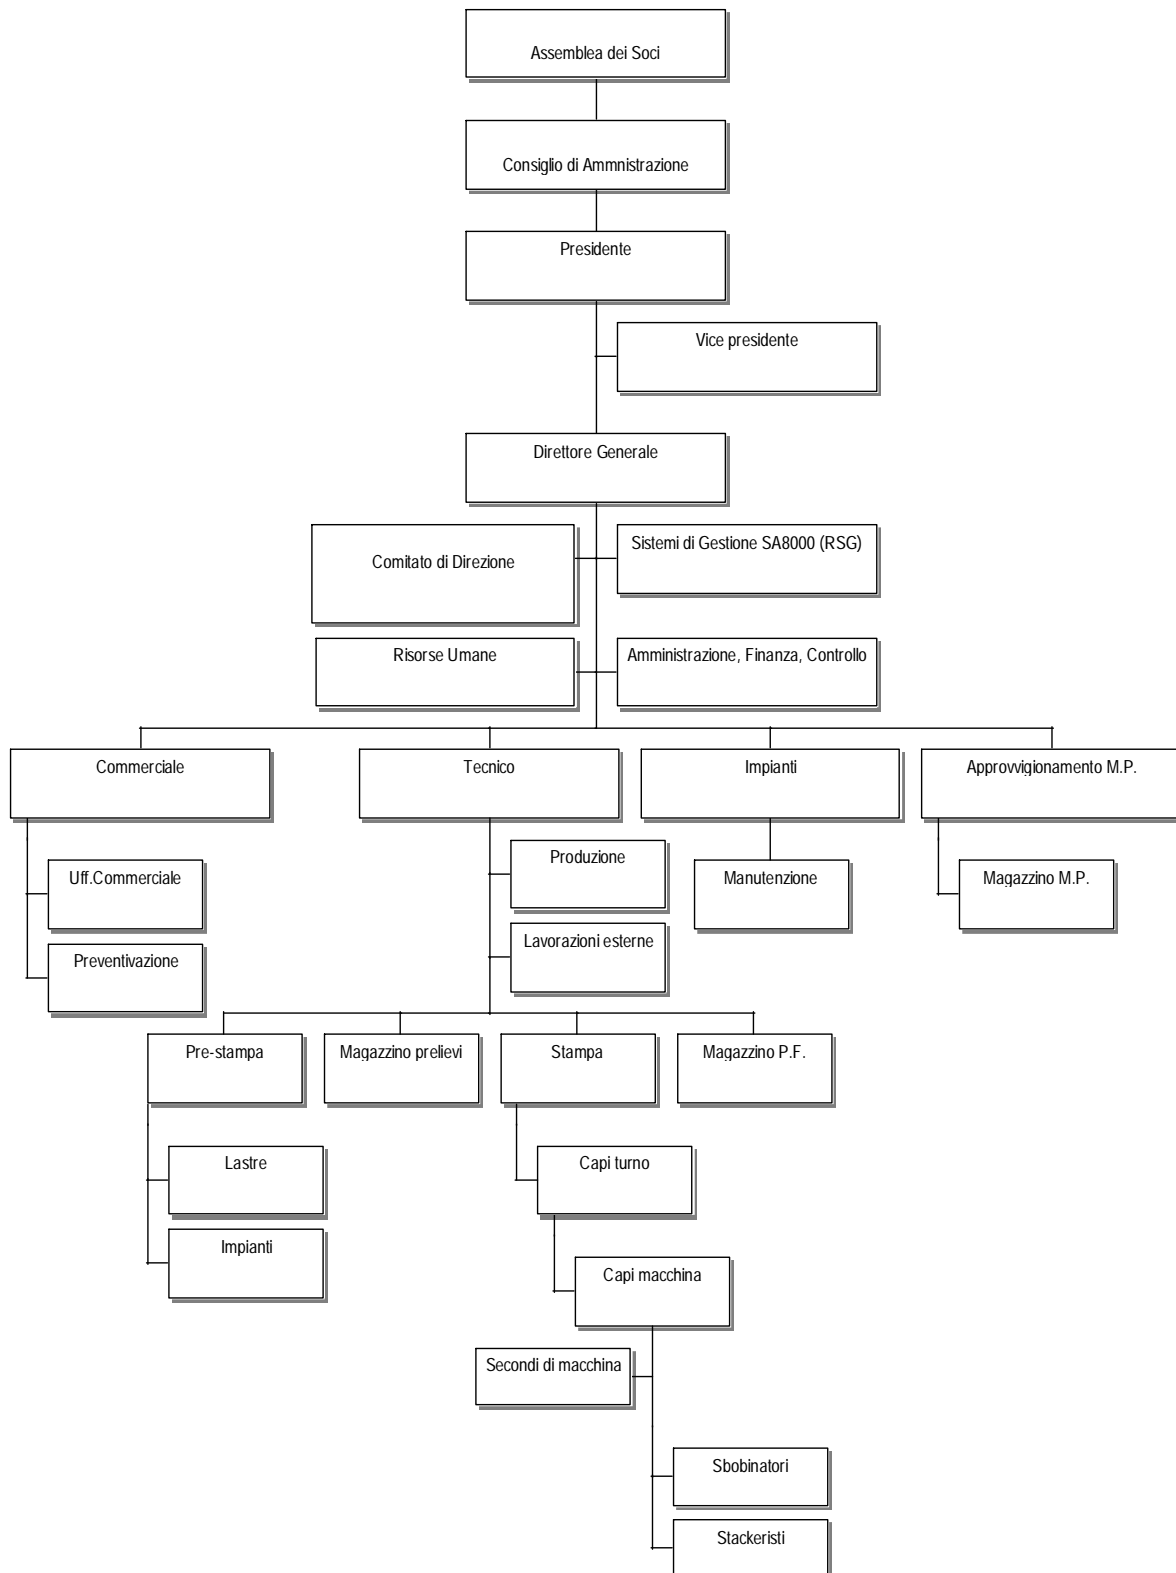 Assemblea dei Soci
Consiglio di Ammnistrazione
Presidente
Vice presidente
Direttore Generale
Comitato di Direzione
Sistemi di Gestione SA8000 (RSG)
Risorse Umane
Amministrazione, Finanza, Controllo
Commerciale
Tecnico
Impianti
Approvvigionamento M.P.
Uff.Commerciale
Produzione
Manutenzione
Magazzino M.P.
Preventivazione
Lavorazioni esterne
Pre-stampa
Magazzino prelievi
Stampa
Magazzino P.F.
Lastre
Capi turno
Impianti
Capi macchina
Secondi di macchina
Sbobinatori
Stackeristi